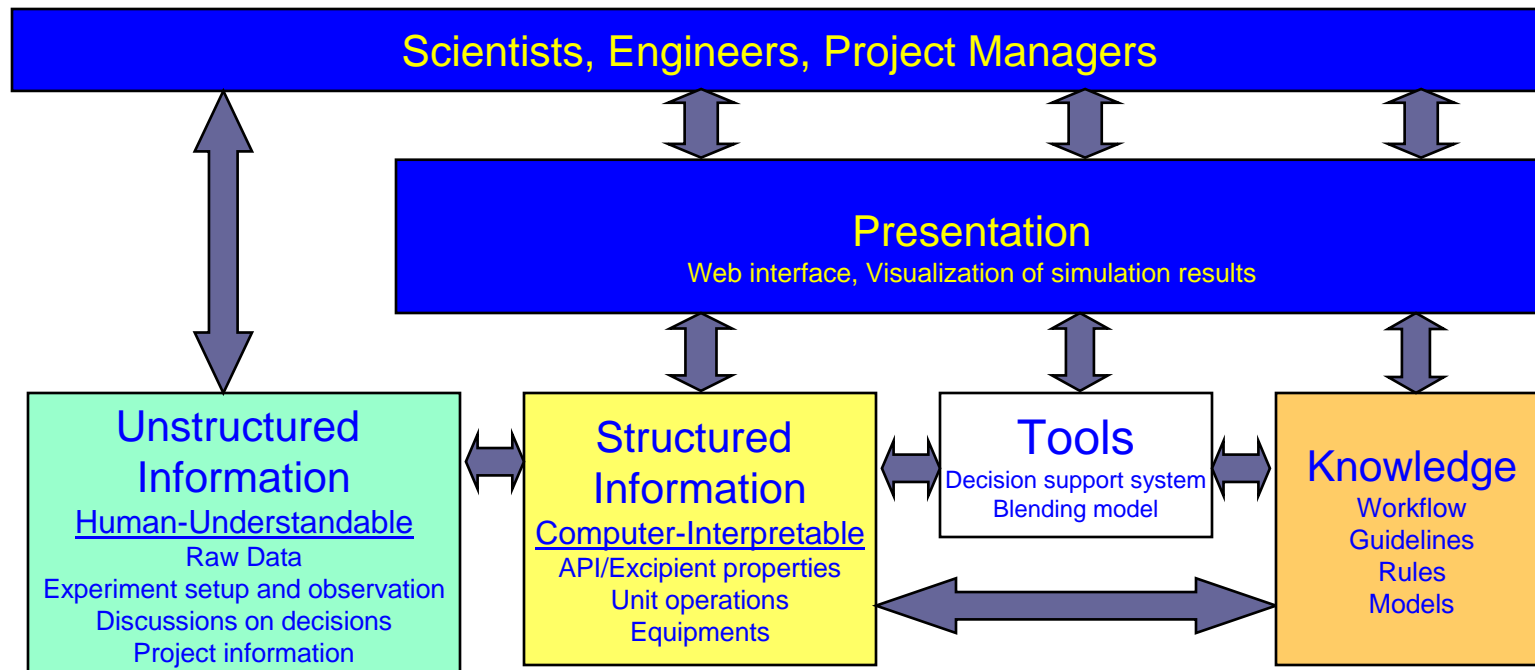 Scientists, Engineers, Project Managers
Presentation
Web interface, Visualization of simulation results
Unstructured
Information
Human-Understandable
Raw Data
Experiment setup and observation
Discussions on decisions
Project information
Structured
Information
Computer-Interpretable
API/Excipient properties
Unit operations
Equipments
Tools
Decision support system
Blending model
Knowledge
Workflow
Guidelines
Rules
Models